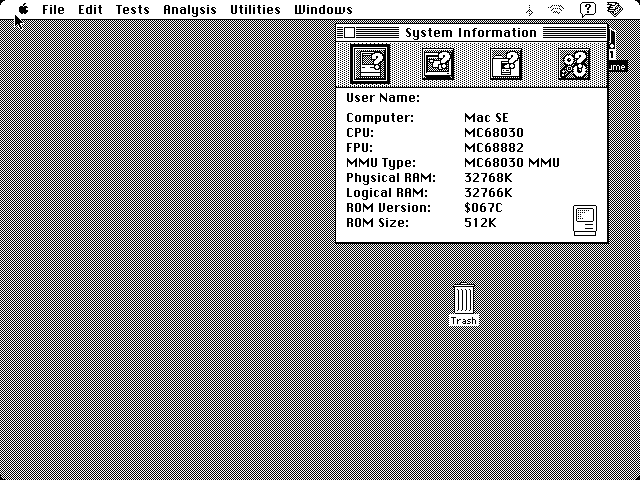 File Edit Tests Analysis Utilities Windows
System Information
User Name:
Computer: Mac SE
CPU: MC68030
FPU: MC68882
MMU Type: MC68030 MMU
Physical RAM: 32768K
Logical RAM: 32766K
ROM Version: $067C
ROM Size: 512K
Trash